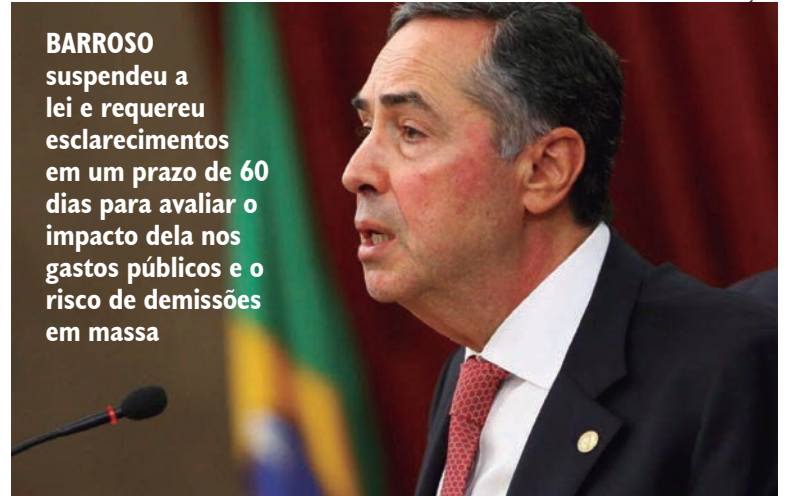 BARROSO
suspendeu a
lei e requereu
esclarecimentos
em um prazo de 60
dias para avaliar o
impacto dela nos
gastos públicos e o
risco de demissões
em massa